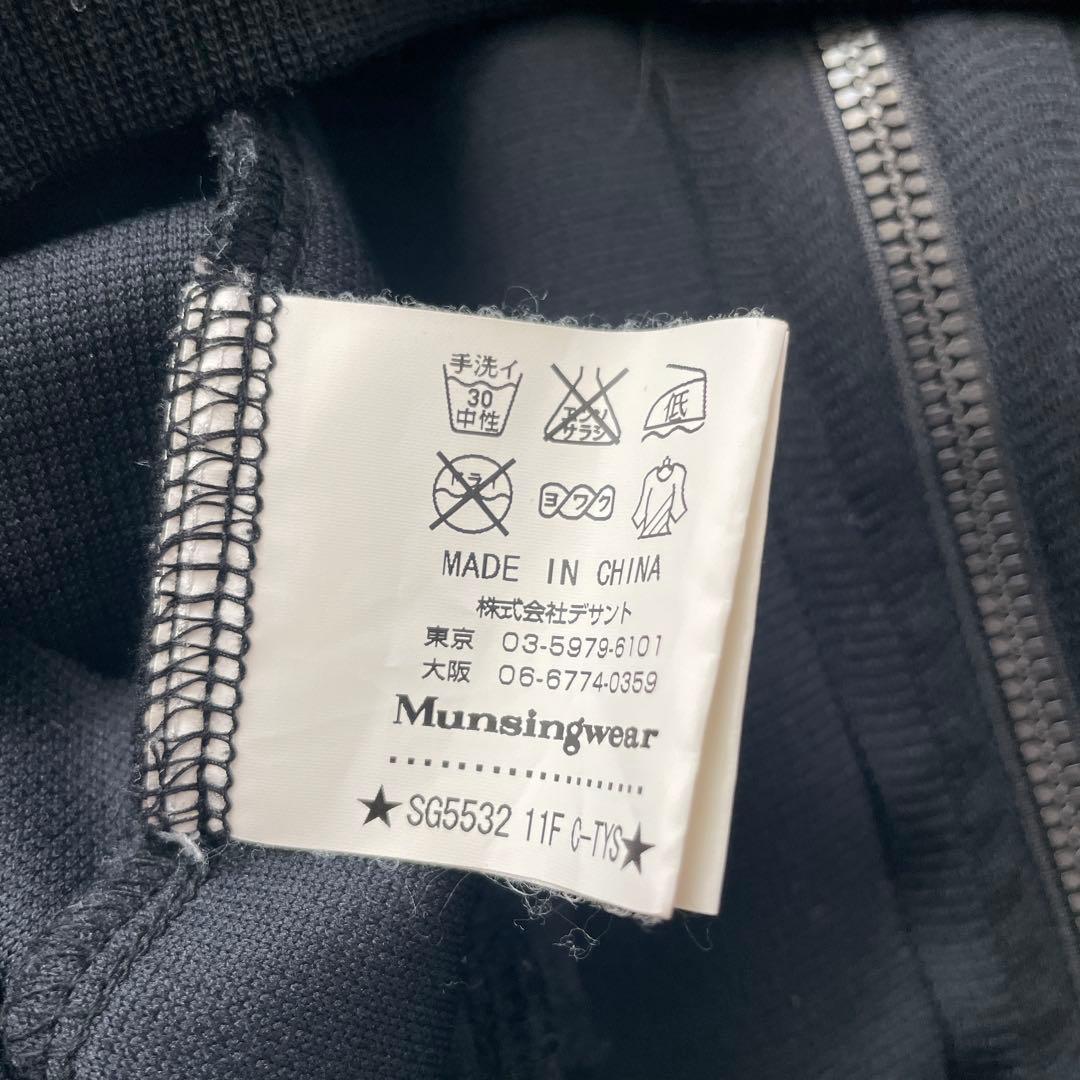 手洗イ
30
中性
エンソ
サラシ
低
ドライ
ヨワク
MADE IN CHINA
株式会社デサント
東京 03-5979-6101
大阪 06-6774-0359
Munsingwear
★ SG5532 11F C-TYS★